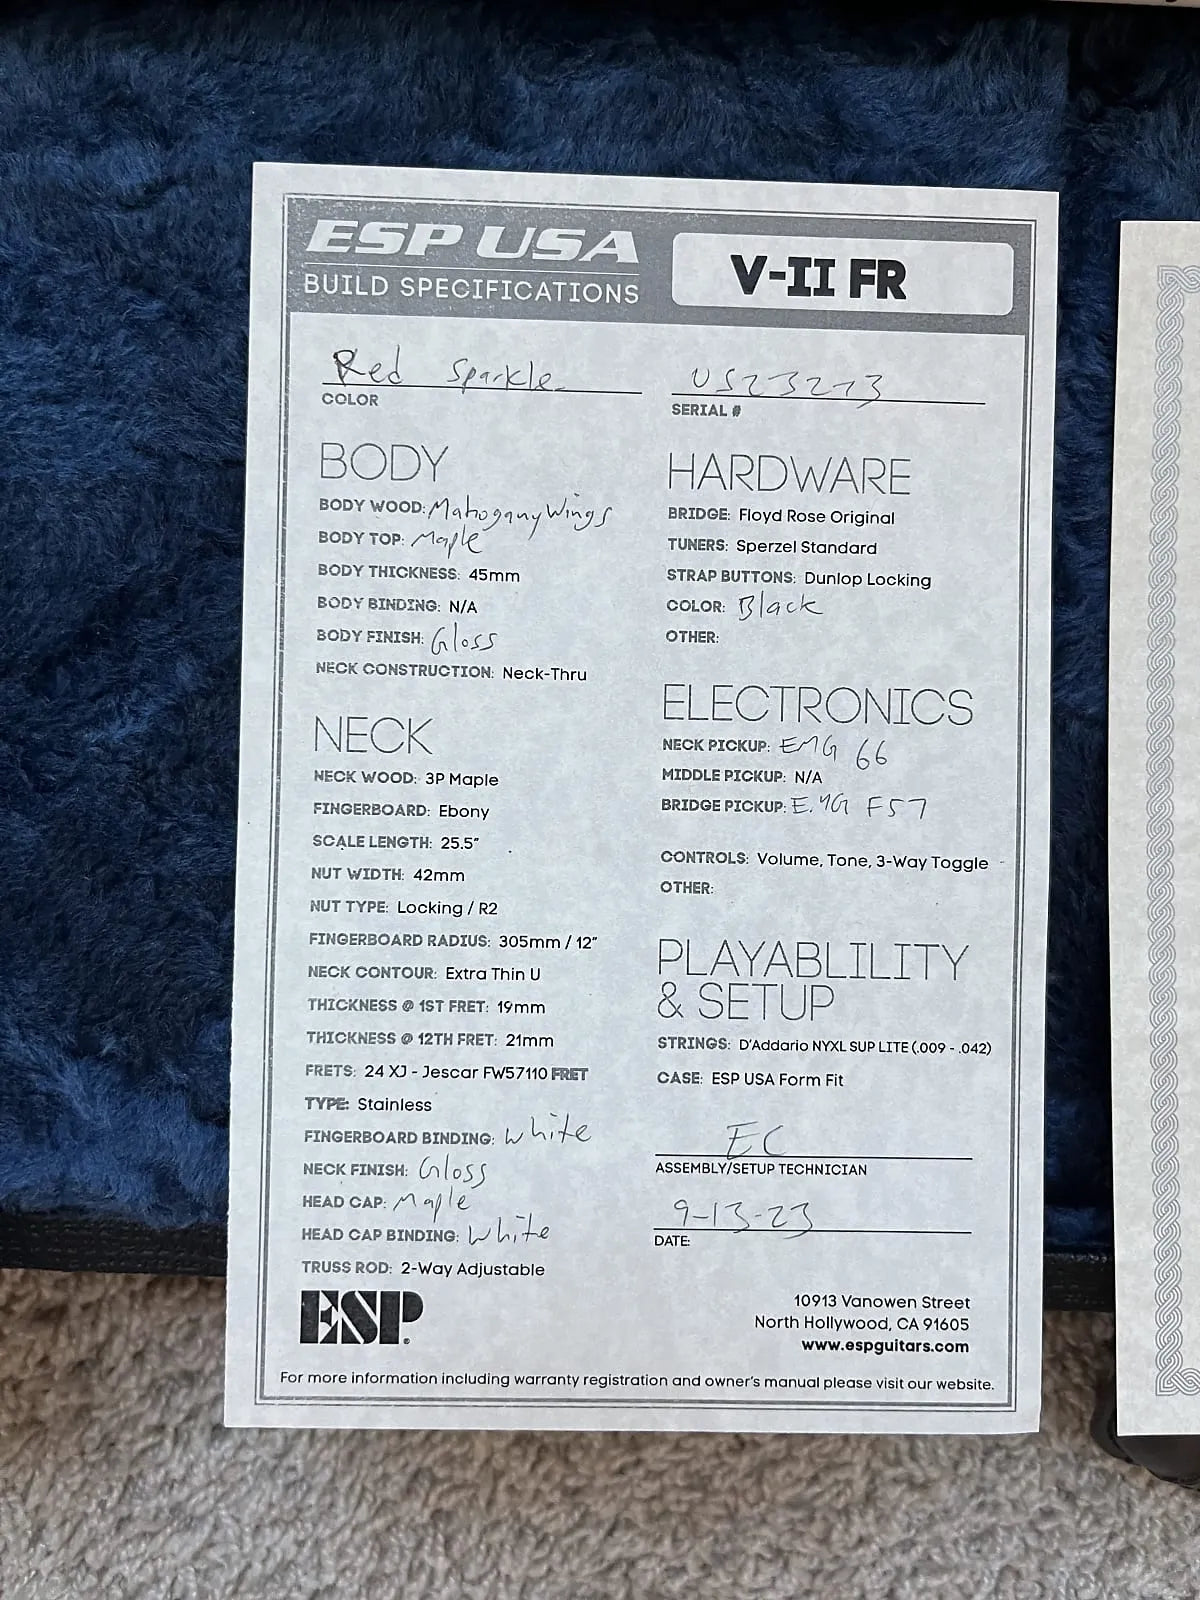 ESP USA
BUILD SPECIFICATIONS
V-II FR
Red Sparkle
COLOR
US23273
SERIAL #
BODY
BODY WOOD: Mahogany Wings
BODY TOP: Maple
BODY THICKNESS: 45mm
BODY BINDING: N/A
BODY FINISH: Gloss
NECK CONSTRUCTION: Neck-Thru
NECK
NECK WOOD: 3P Maple
FINGERBOARD: Ebony
SCALE LENGTH: 25.5"
NUT WIDTH: 42mm
NUT TYPE: Locking / R2
FINGERBOARD RADIUS: 305mm / 12"
NECK CONTOUR: Extra Thin U
THICKNESS @ 1ST FRET: 19mm
THICKNESS @ 12TH FRET: 21mm
FRETS: 24 XJ - Jescar FW57110 FRET
TYPE: Stainless
FINGERBOARD BINDING: White
NECK FINISH: Gloss
HEAD CAP: Maple
HEAD CAP BINDING: White
TRUSS ROD: 2-Way Adjustable
HARDWARE
BRIDGE: Floyd Rose Original
TUNERS: Sperzel Standard
STRAP BUTTONS: Dunlop Locking
COLOR: Black
OTHER:
ELECTRONICS
NECK PICKUP: EMG 66
MIDDLE PICKUP: N/A
BRIDGE PICKUP: EMG F57
CONTROLS: Volume, Tone, 3-Way Toggle
OTHER:
PLAYABLILITY
& SETUP
STRINGS: D'Addario NYXL SUP LITE (.009 - .042)
CASE: ESP USA Form Fit
EC
ASSEMBLY/SETUP TECHNICIAN
9-13-23
DATE:
ESP®
10913 Vanowen Street
North Hollywood, CA 91605
www.espguitars.com
For more information including warranty registration and owner's manual please visit our website.